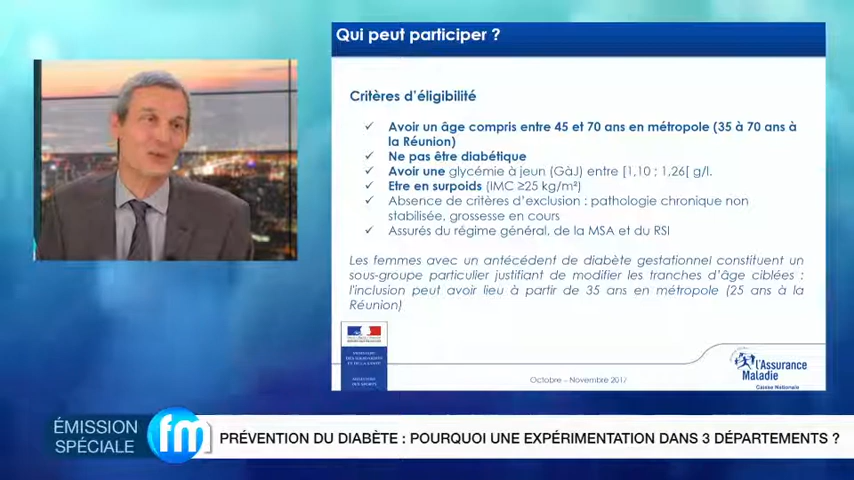 Qui peut participer ?
Critères d'éligibilité
✓ Avoir un âge compris entre 45 et 70 ans en métropole (35 à 70 ans à
la Réunion)
✓ Ne pas être diabétique
✓ Avoir une glycémie à jeun (GàJ) entre [1,10 ; 1,26[ g/l.
✓ Etre en surpoids (IMC ≥25 kg/m²)
✓ Absence de critères d'exclusion : pathologie chronique non
stabilisée, grossesse en cours
✓ Assurés du régime général, de la MSA et du RSI
Les femmes avec un antécédent de diabète gestationnel constituent un
sous-groupe particulier justifiant de modifier les tranches d'âge ciblées :
l'inclusion peut avoir lieu à partir de 35 ans en métropole (25 ans à la
Réunion)
Octobre – Novembre 2017
l'Assurance
Maladie
Caisse Nationale
ÉMISSION
SPÉCIALE
fm
PRÉVENTION DU DIABÈTE : POURQUOI UNE EXPÉRIMENTATION DANS 3 DÉPARTEMENTS ?